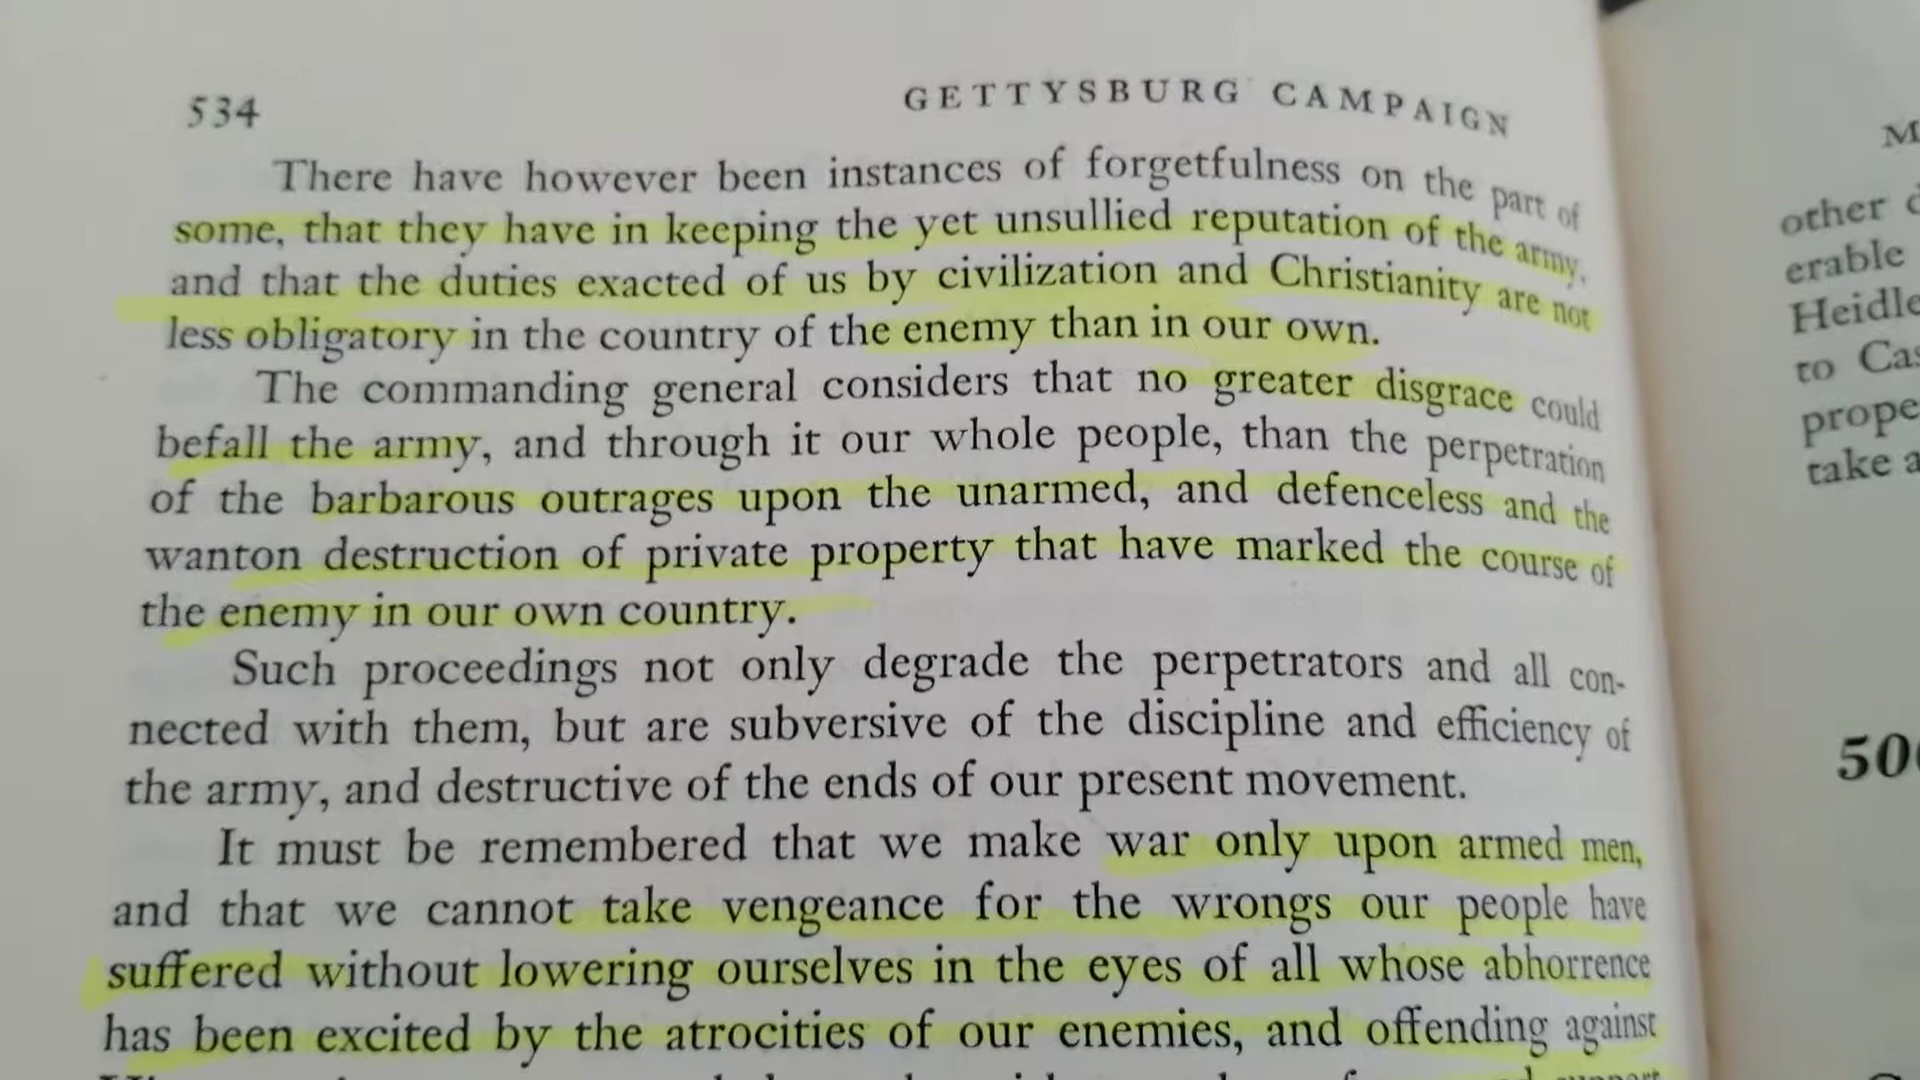 534
GETTYSBURG CAMPAIGN
There have however been instances of forgetfulness on the part of
some, that they have in keeping the yet unsullied reputation of the army,
and that the duties exacted of us by civilization and Christianity are not
less obligatory in the country of the enemy than in our own.
The commanding general considers that no greater disgrace could
befall the army, and through it our whole people, than the perpetration
of the barbarous outrages upon the unarmed, and defenceless and the
wanton destruction of private property that have marked the course of
the enemy in our own country.
Such proceedings not only degrade the perpetrators and all con-
nected with them, but are subversive of the discipline and efficiency of
the army, and destructive of the ends of our present movement.
It must be remembered that we make war only upon armed men,
and that we cannot take vengeance for the wrongs our people have
suffered without lowering ourselves in the eyes of all whose abhorrence
has been excited by the atrocities of our enemies, and offending against
other
erable
to
take